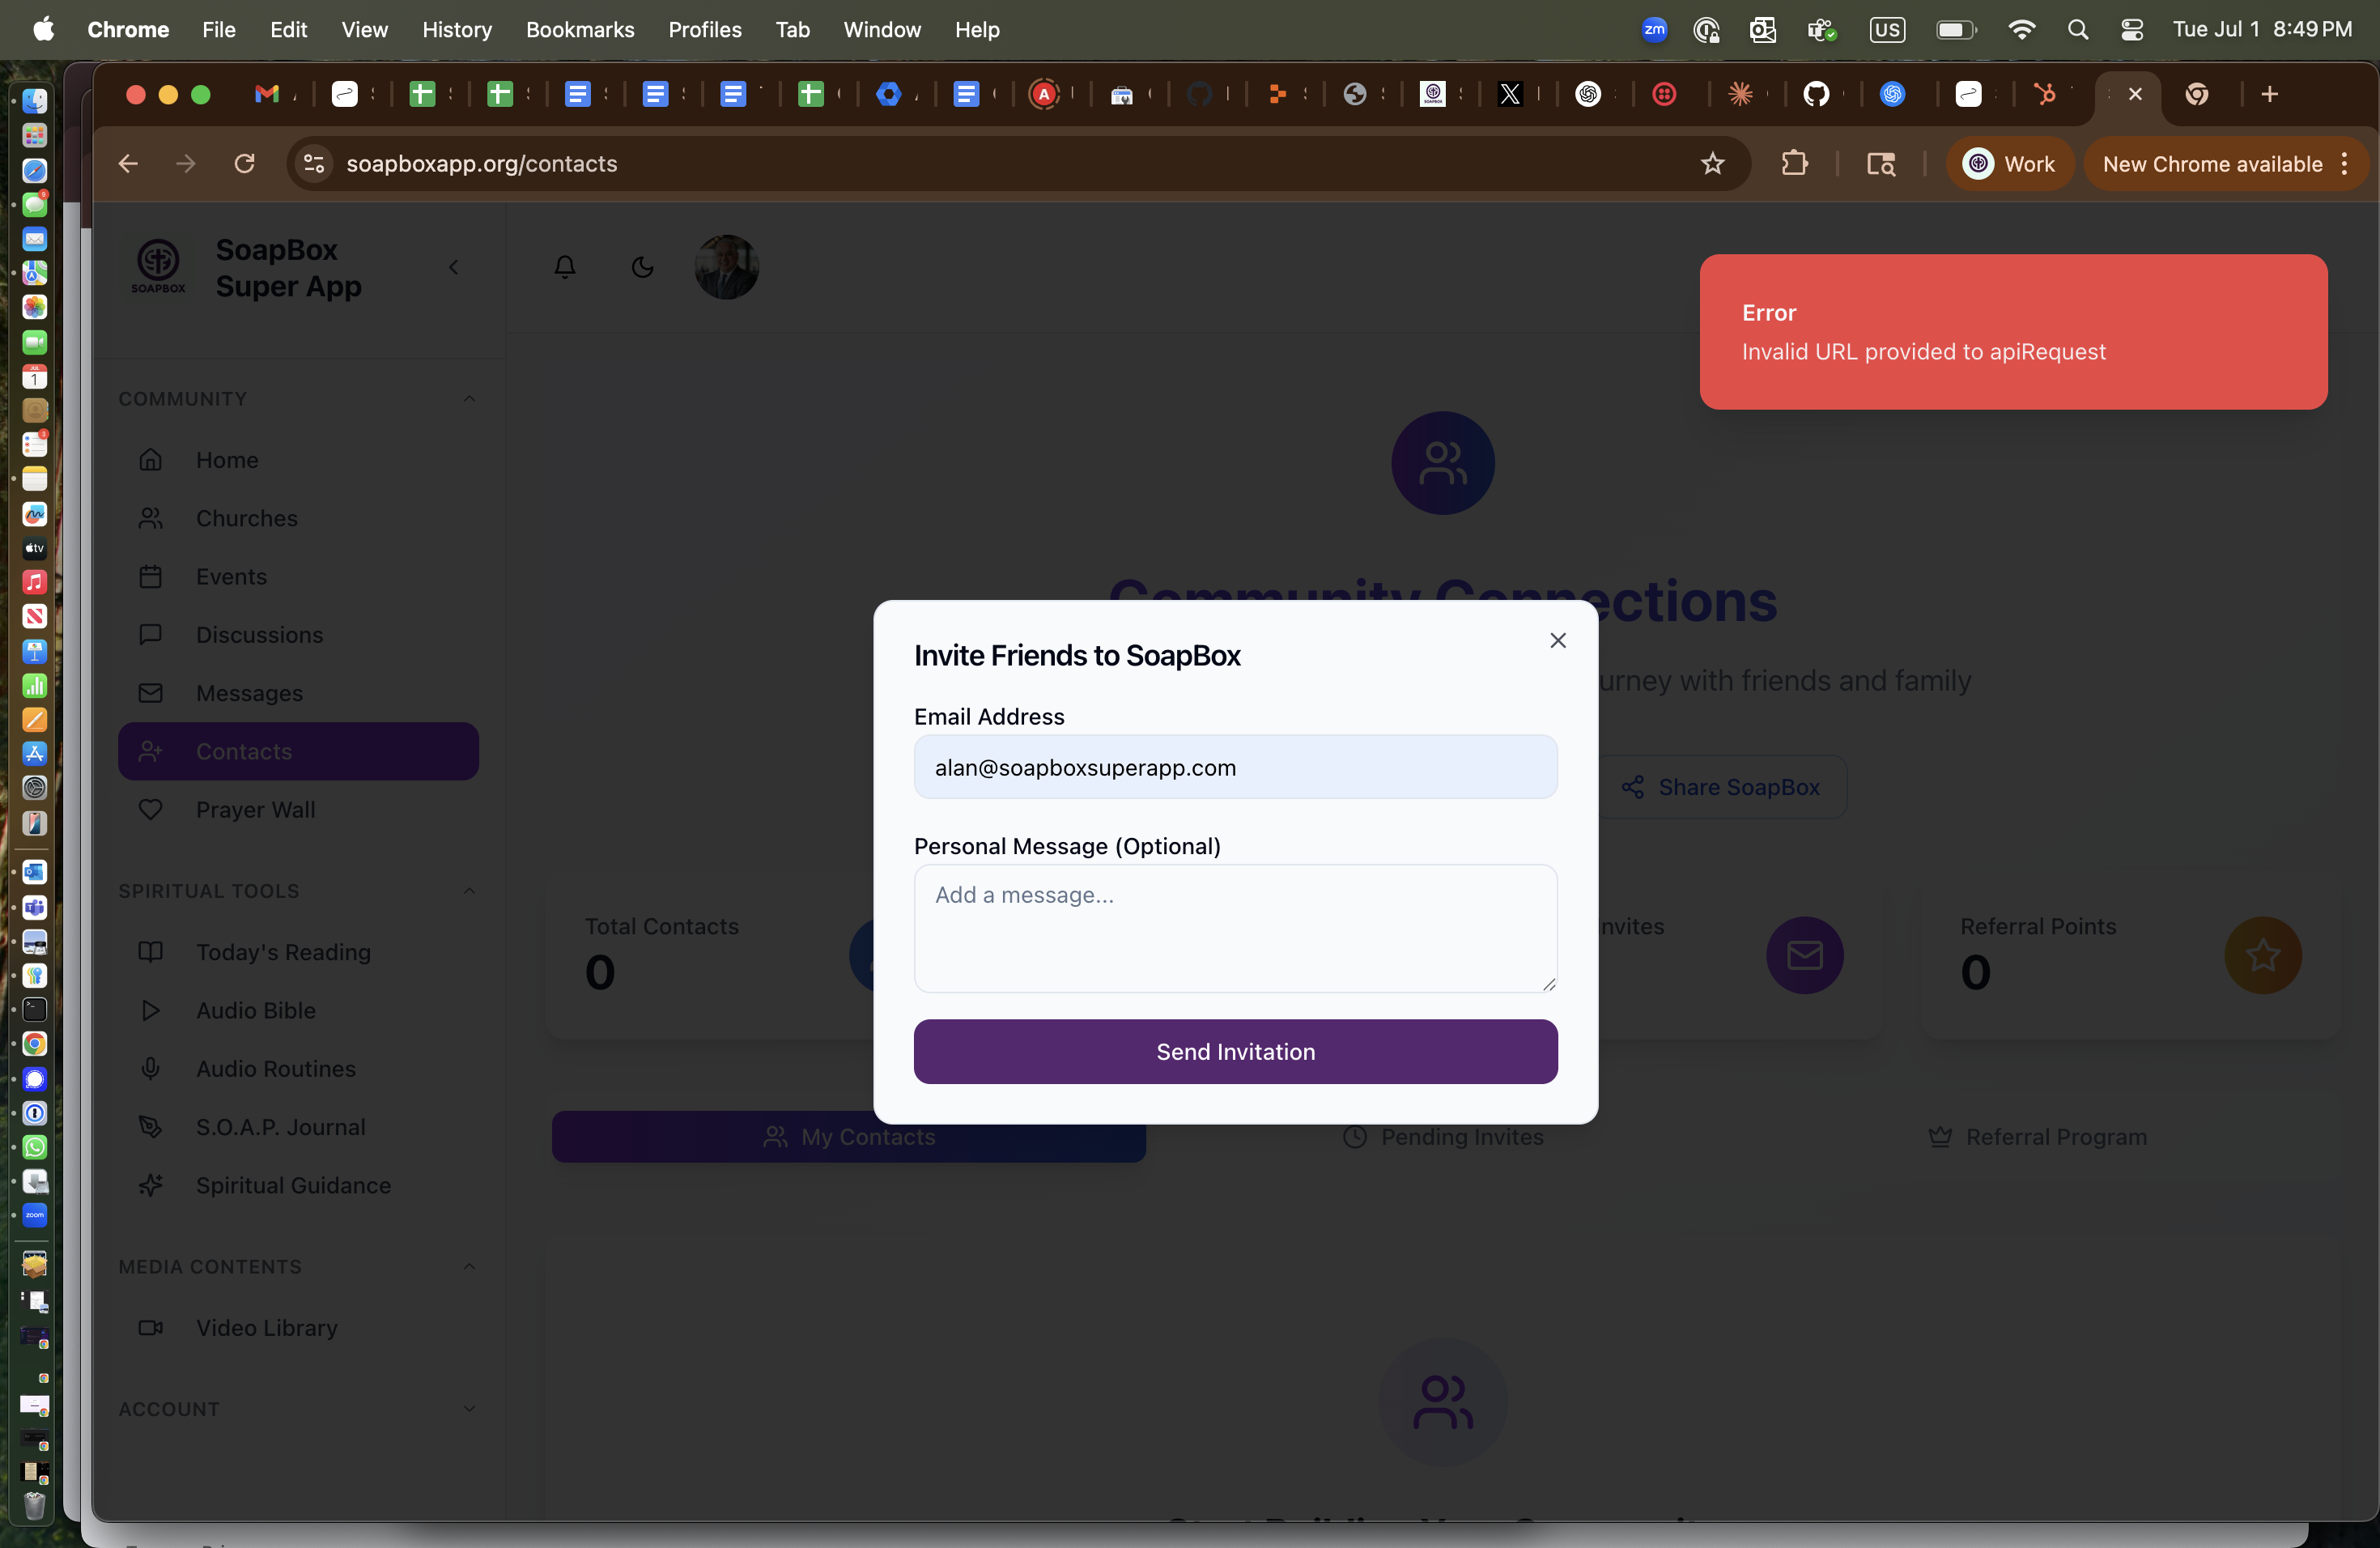 Chrome File Edit View History Bookmarks Profiles Tab Window Help
zm US Tue Jul 1 8:49 PM
soapboxapp.org/contacts
Work
New Chrome available
SOAPBOX
SoapBox
Super App
Error
Invalid URL provided to apiRequest
COMMUNITY
Home
Churches
Events
Discussions
Messages
Contacts
Prayer Wall
SPIRITUAL TOOLS
Today's Reading
Audio Bible
Audio Routines
S.O.A.P. Journal
Spiritual Guidance
MEDIA CONTENTS
Video Library
ACCOUNT
Community Connections
urney with friends and family
Share SoapBox
Invite Friends to SoapBox
Email Address
alan@soapboxsuperapp.com
Personal Message (Optional)
Add a message...
Send Invitation
Total Contacts
0
nvites
Referral Points
0
My Contacts
Pending Invites
Referral Program
tv
zoom